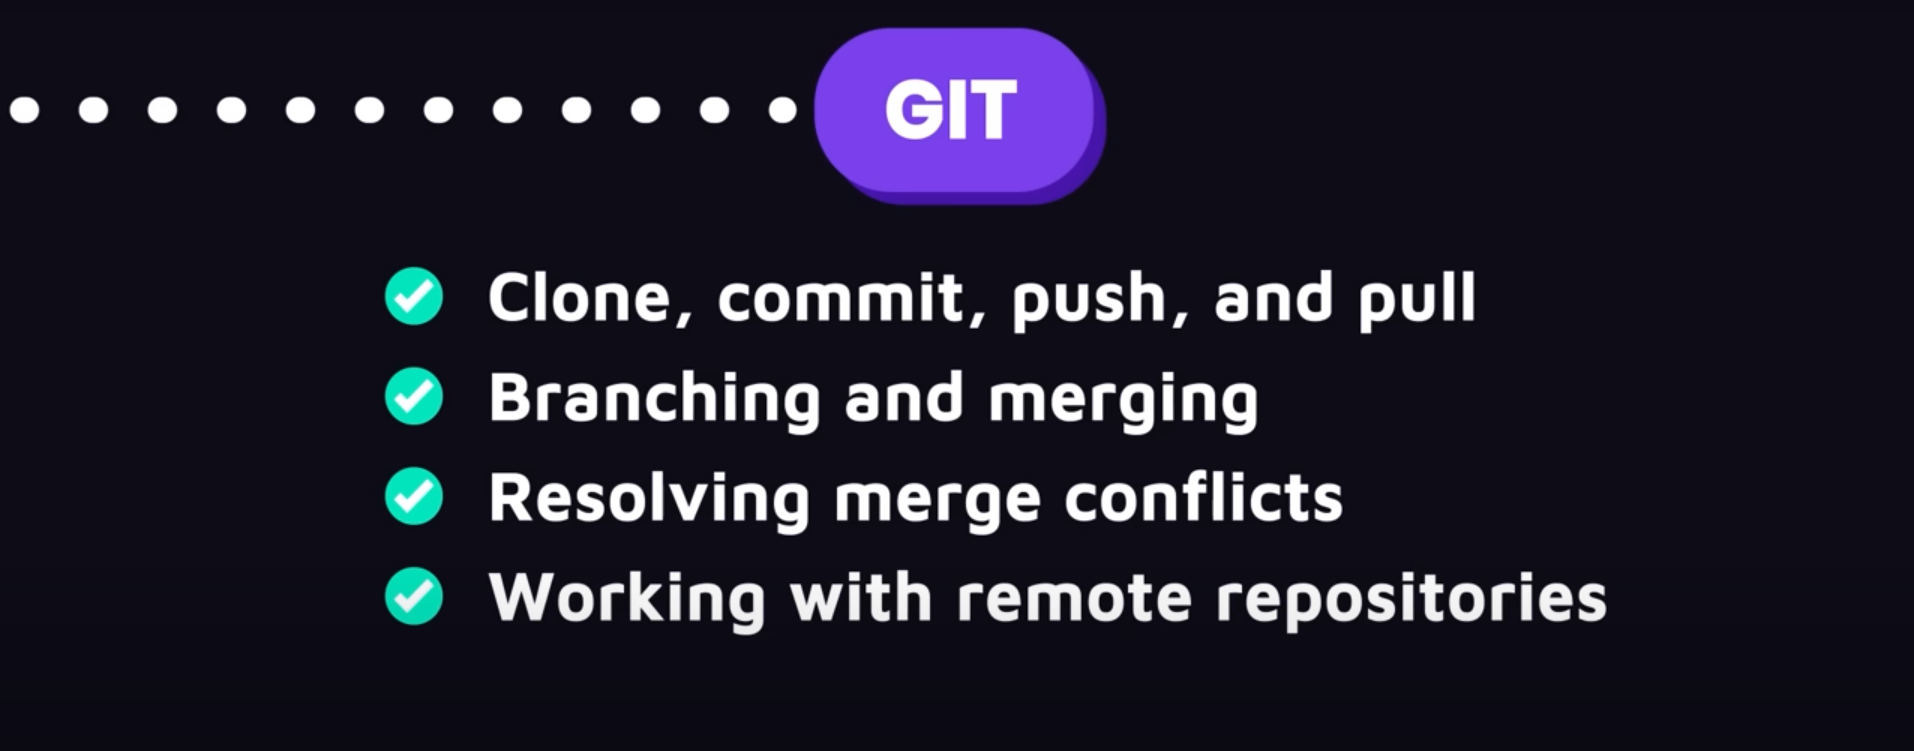 GIT
Clone, commit, push, and pull
Branching and merging
Resolving merge conflicts
Working with remote repositories